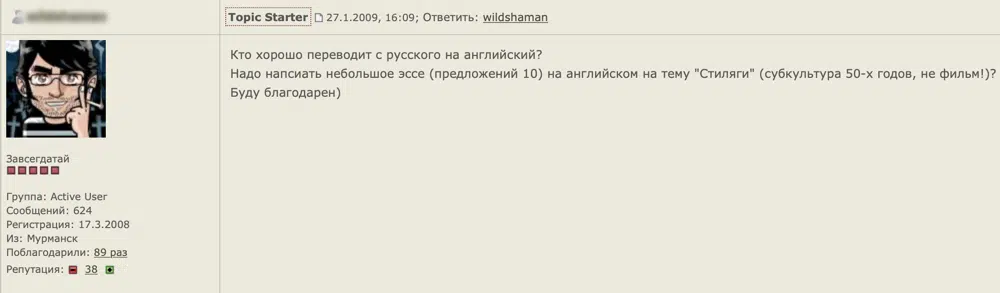 Topic Starter 27.1.2009, 16:09; Ответить: wildshaman
Кто хорошо переводит с русского на английский?
Надо напсиать небольшое эссе (предложений 10) на английском на тему "Стиляги" (субкультура 50-х годов, не фильм!)?
Буду благодарен)
Завсегдатай
Группа: Active User
Сообщений: 624
Регистрация: 17.3.2008
Из: Мурманск
Поблагодарили: 89 раз
Репутация: 38